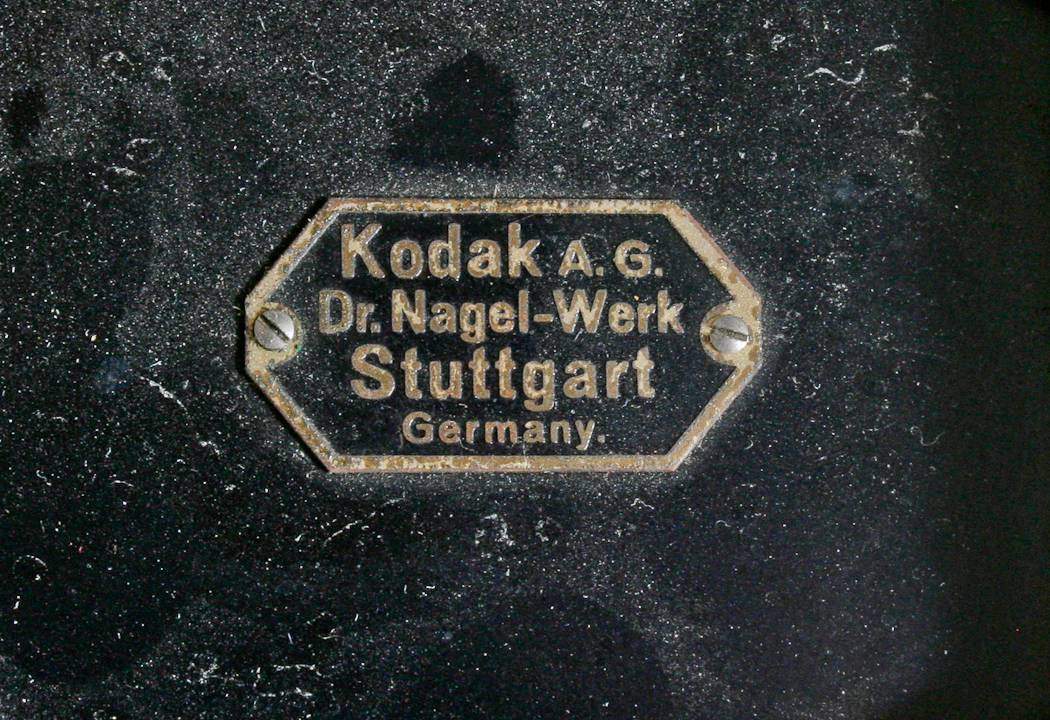 Kodak A. G.
Dr. Nagel-Werk
Stuttgart
Germany.